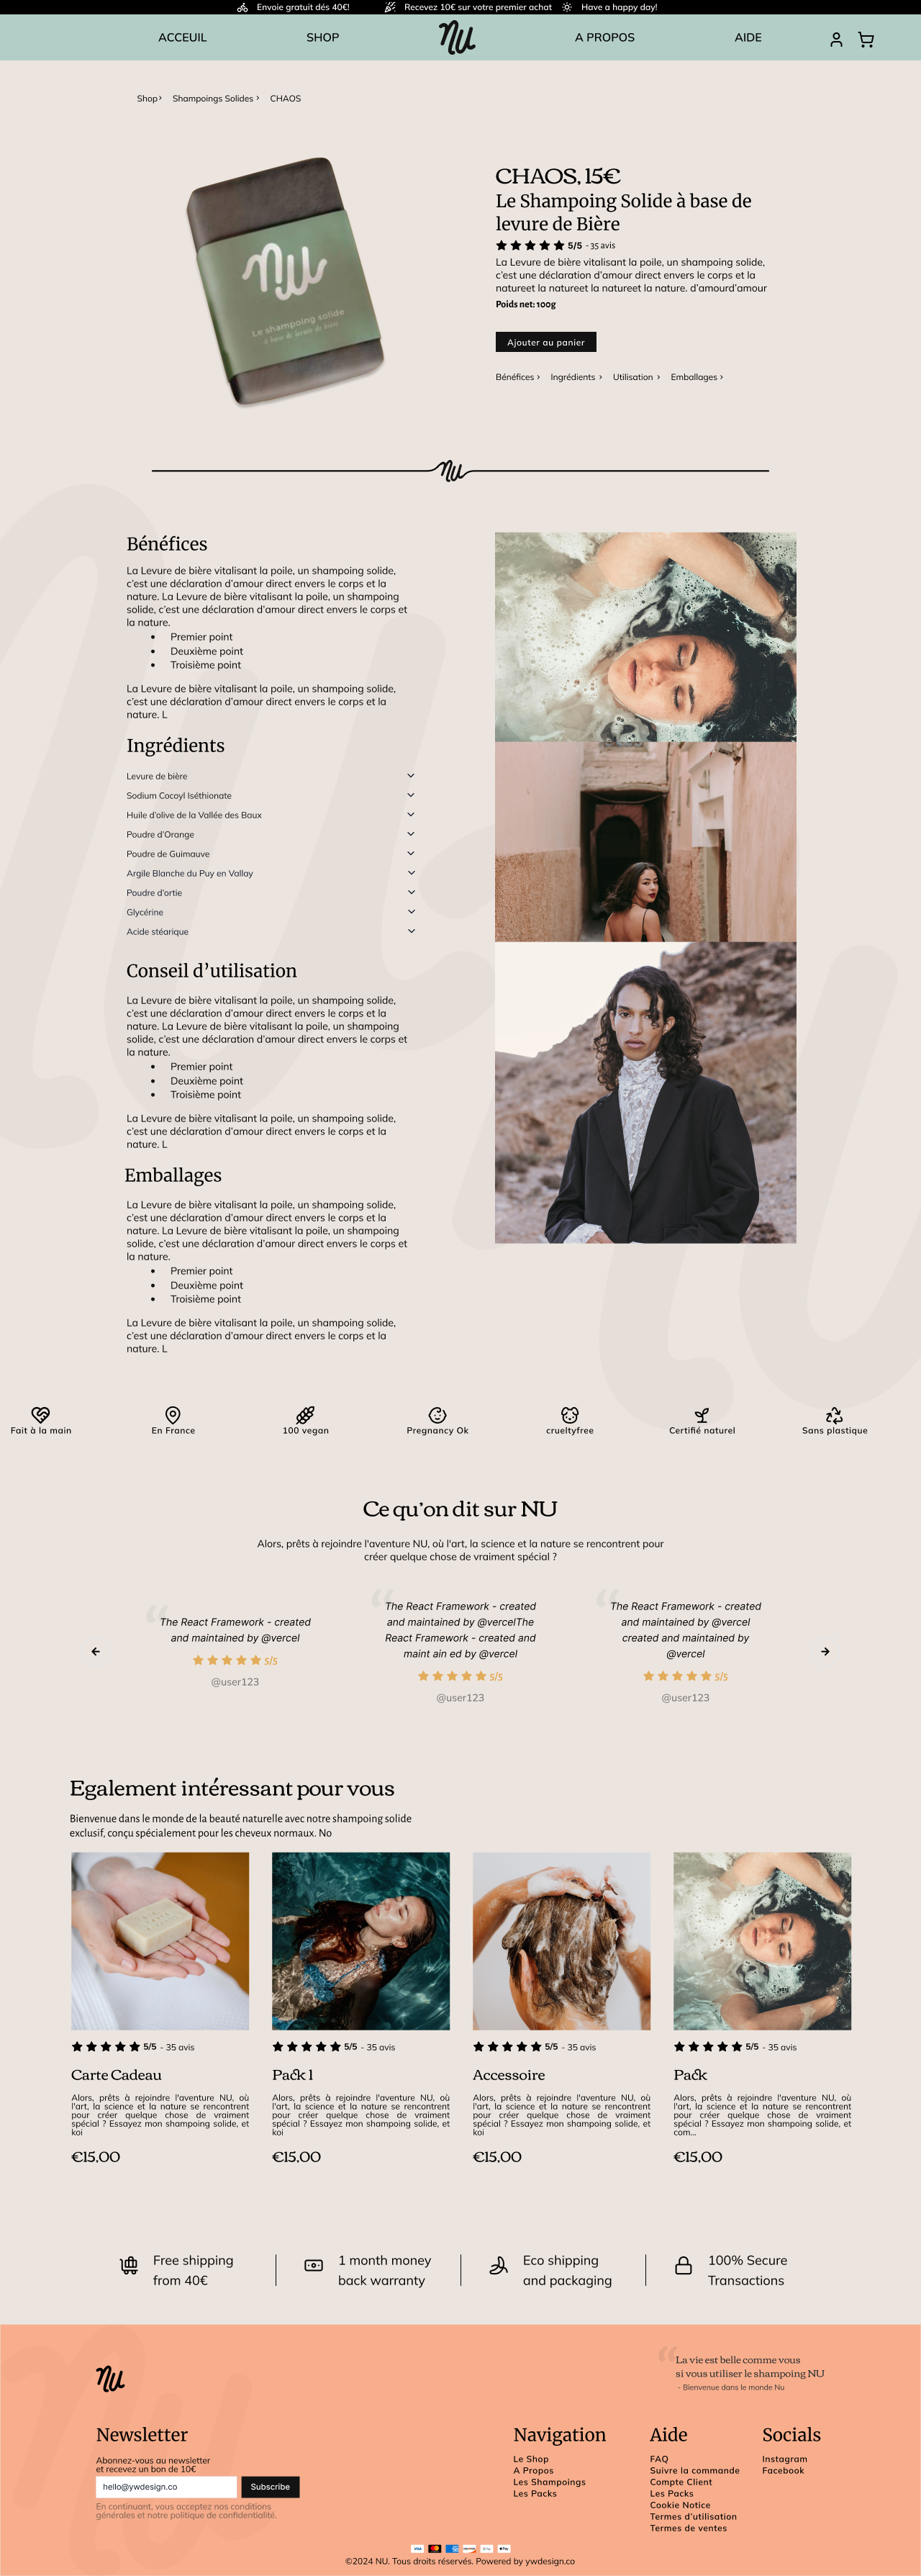 Envoie gratuit dés 40€! Recevez 10€ sur votre premier achat Have a happy day!
ACCEUIL SHOP nu A PROPOS AIDE
Shop › Shampoings Solides › CHAOS
nu
Le shampoing solide
à base de levure de bière
CHAOS, 15€
Le Shampoing Solide à base de
levure de Bière
5/5 - 35 avis
La Levure de bière vitalisant la poile, un shampoing solide,
c'est une déclaration d'amour direct envers le corps et la
natureet la natureet la natureet la nature. d'amourd'amour
Poids net: 100g
Ajouter au panier
Bénéfices › Ingrédients › Utilisation › Emballages ›
nu
Bénéfices
La Levure de bière vitalisant la poile, un shampoing solide,
c'est une déclaration d'amour direct envers le corps et la
nature. La Levure de bière vitalisant la poile, un shampoing
solide, c'est une déclaration d'amour direct envers le corps et
la nature.
• Premier point
• Deuxième point
• Troisième point
La Levure de bière vitalisant la poile, un shampoing solide,
c'est une déclaration d'amour direct envers le corps et la
nature. L
Ingrédients
Levure de bière
Sodium Cocoyl Iséthionate
Huile d'olive de la Vallée des Baux
Poudre d'Orange
Poudre de Guimauve
Argile Blanche du Puy en Vallay
Poudre d'ortie
Glycérine
Acide stéarique
Conseil d'utilisation
La Levure de bière vitalisant la poile, un shampoing solide,
c'est une déclaration d'amour direct envers le corps et la
nature. La Levure de bière vitalisant la poile, un shampoing
solide, c'est une déclaration d'amour direct envers le corps et
la nature.
• Premier point
• Deuxième point
• Troisième point
La Levure de bière vitalisant la poile, un shampoing solide,
c'est une déclaration d'amour direct envers le corps et la
nature. L
Emballages
La Levure de bière vitalisant la poile, un shampoing solide,
c'est une déclaration d'amour direct envers le corps et la
nature. La Levure de bière vitalisant la poile, un shampoing
solide, c'est une déclaration d'amour direct envers le corps et
la nature.
• Premier point
• Deuxième point
• Troisième point
La Levure de bière vitalisant la poile, un shampoing solide,
c'est une déclaration d'amour direct envers le corps et la
nature. L
Fait à la main En France 100 vegan Pregnancy Ok crueltyfree Certifié naturel Sans plastique
Ce qu'on dit sur NU
Alors, prêts à rejoindre l'aventure NU, où l'art, la science et la nature se rencontrent pour
créer quelque chose de vraiment spécial ?
The React Framework - created
and maintained by @vercel
5/5
@user123
The React Framework - created
and maintained by @vercelThe
React Framework - created and
maint ain ed by @vercel
5/5
@user123
The React Framework - created
and maintained by @vercel
created and maintained by
@vercel
5/5
@user123
Egalement intéressant pour vous
Bienvenue dans le monde de la beauté naturelle avec notre shampoing solide
exclusif, conçu spécialement pour les cheveux normaux. No
5/5 - 35 avis
Carte Cadeau
Alors, prêts à rejoindre l'aventure NU, où
l'art, la science et la nature se rencontrent
pour créer quelque chose de vraiment
spécial ? Essayez mon shampoing solide, et
koi
€15,00
5/5 - 35 avis
Pack 1
Alors, prêts à rejoindre l'aventure NU, où
l'art, la science et la nature se rencontrent
pour créer quelque chose de vraiment
spécial ? Essayez mon shampoing solide, et
koi
€15,00
5/5 - 35 avis
Accessoire
Alors, prêts à rejoindre l'aventure NU, où
l'art, la science et la nature se rencontrent
pour créer quelque chose de vraiment
spécial ? Essayez mon shampoing solide, et
koi
€15,00
5/5 - 35 avis
Pack
Alors, prêts à rejoindre l'aventure NU, où
l'art, la science et la nature se rencontrent
pour créer quelque chose de vraiment
spécial ? Essayez mon shampoing solide, et
com...
€15,00
Free shipping
from 40€
1 month money
back warranty
Eco shipping
and packaging
100% Secure
Transactions
nu
La vie est belle comme vous
si vous utiliser le shampoing NU
- Bienvenue dans le monde Nu
Newsletter
Abonnez-vous au newsletter
et recevez un bon de 10€
hello@ywdesign.co Subscribe
En continuant, vous acceptez nos conditions
générales et notre politique de confidentialité.
Navigation
Le Shop
A Propos
Les Shampoings
Les Packs
Aide
FAQ
Suivre la commande
Compte Client
Les Packs
Cookie Notice
Termes d'utilisation
Termes de ventes
Socials
Instagram
Facebook
©2024 NU. Tous droits réservés. Powered by ywdesign.co